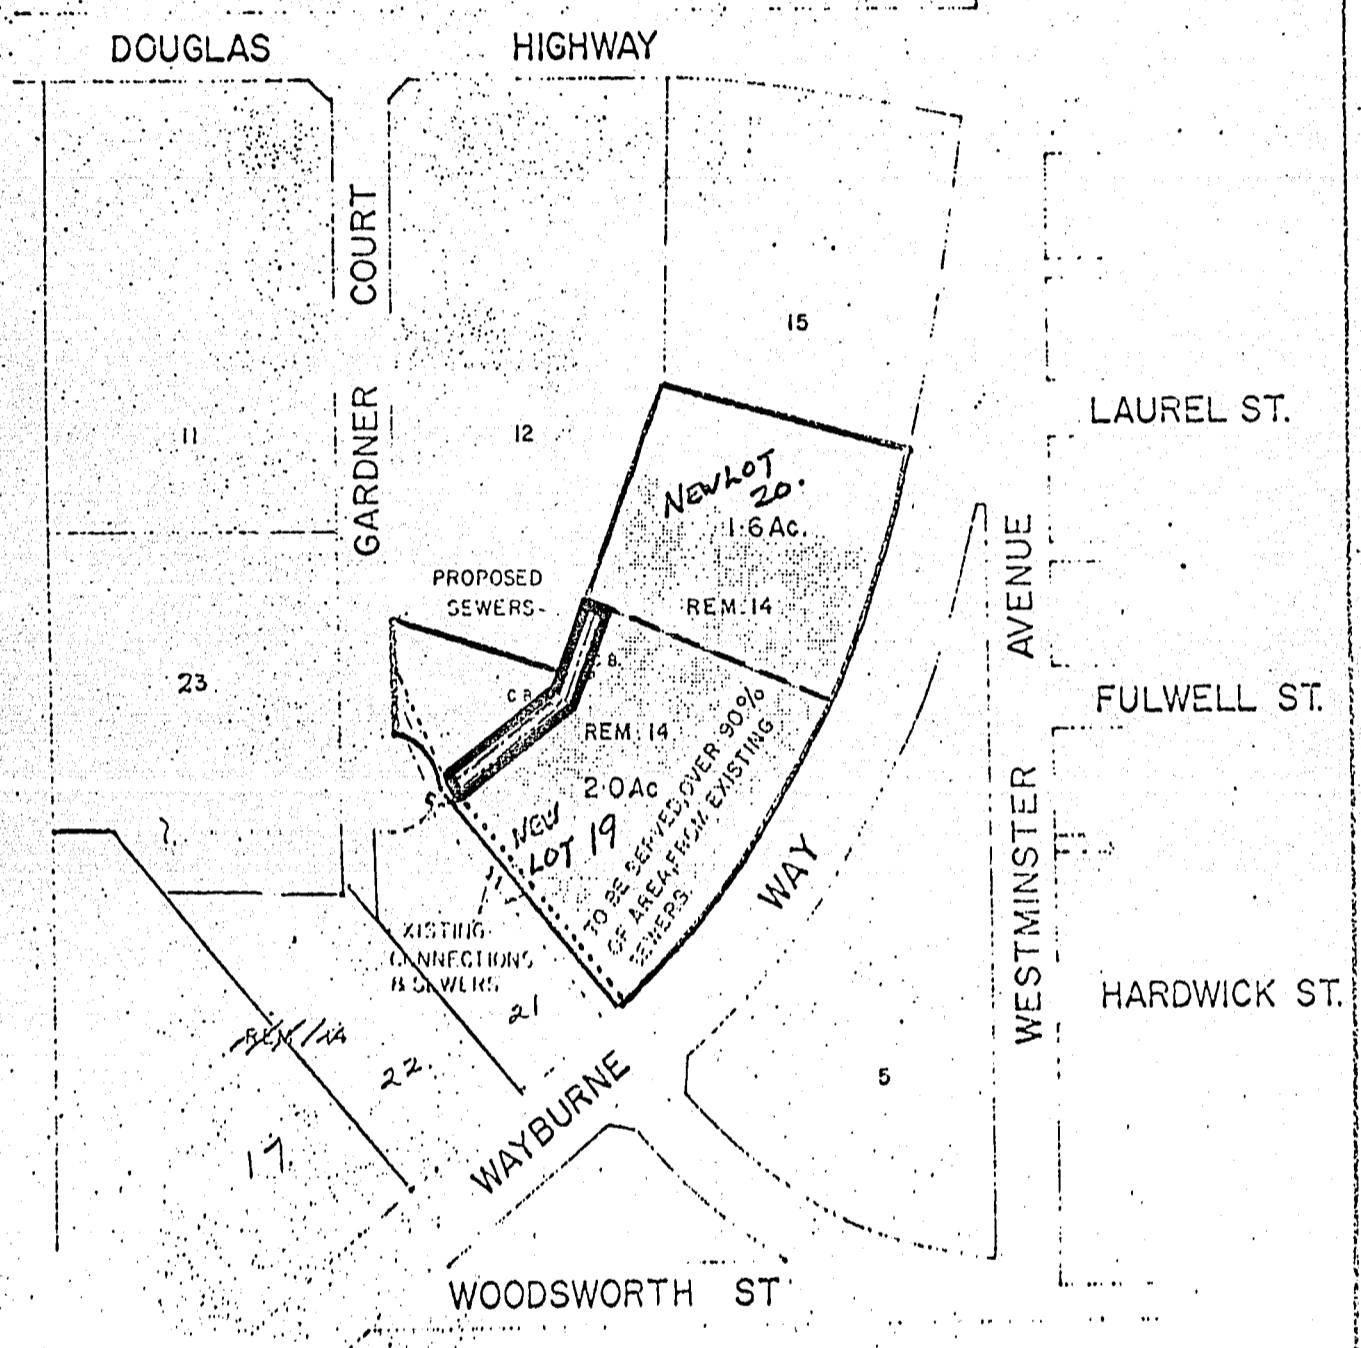 DOUGLAS HIGHWAY
GARDNER COURT
15
LAUREL ST.
11
12
NEW LOT
20.
1.6 Ac.
PROPOSED
SEWERS-
REM. 14
C.B.
23
FULWELL ST.
REM. 14
2.0 Ac
NEW
LOT 19
TO BE SERVED, OVER 90%
OF AREA, FROM EXISTING
SEWERS.
?
WESTMINSTER AVENUE
XISTING
CONNECTIONS
& SEWERS
21
HARDWICK ST.
REM 14A
22.
5
WAYBURNE WAY
17.
WOODSWORTH ST